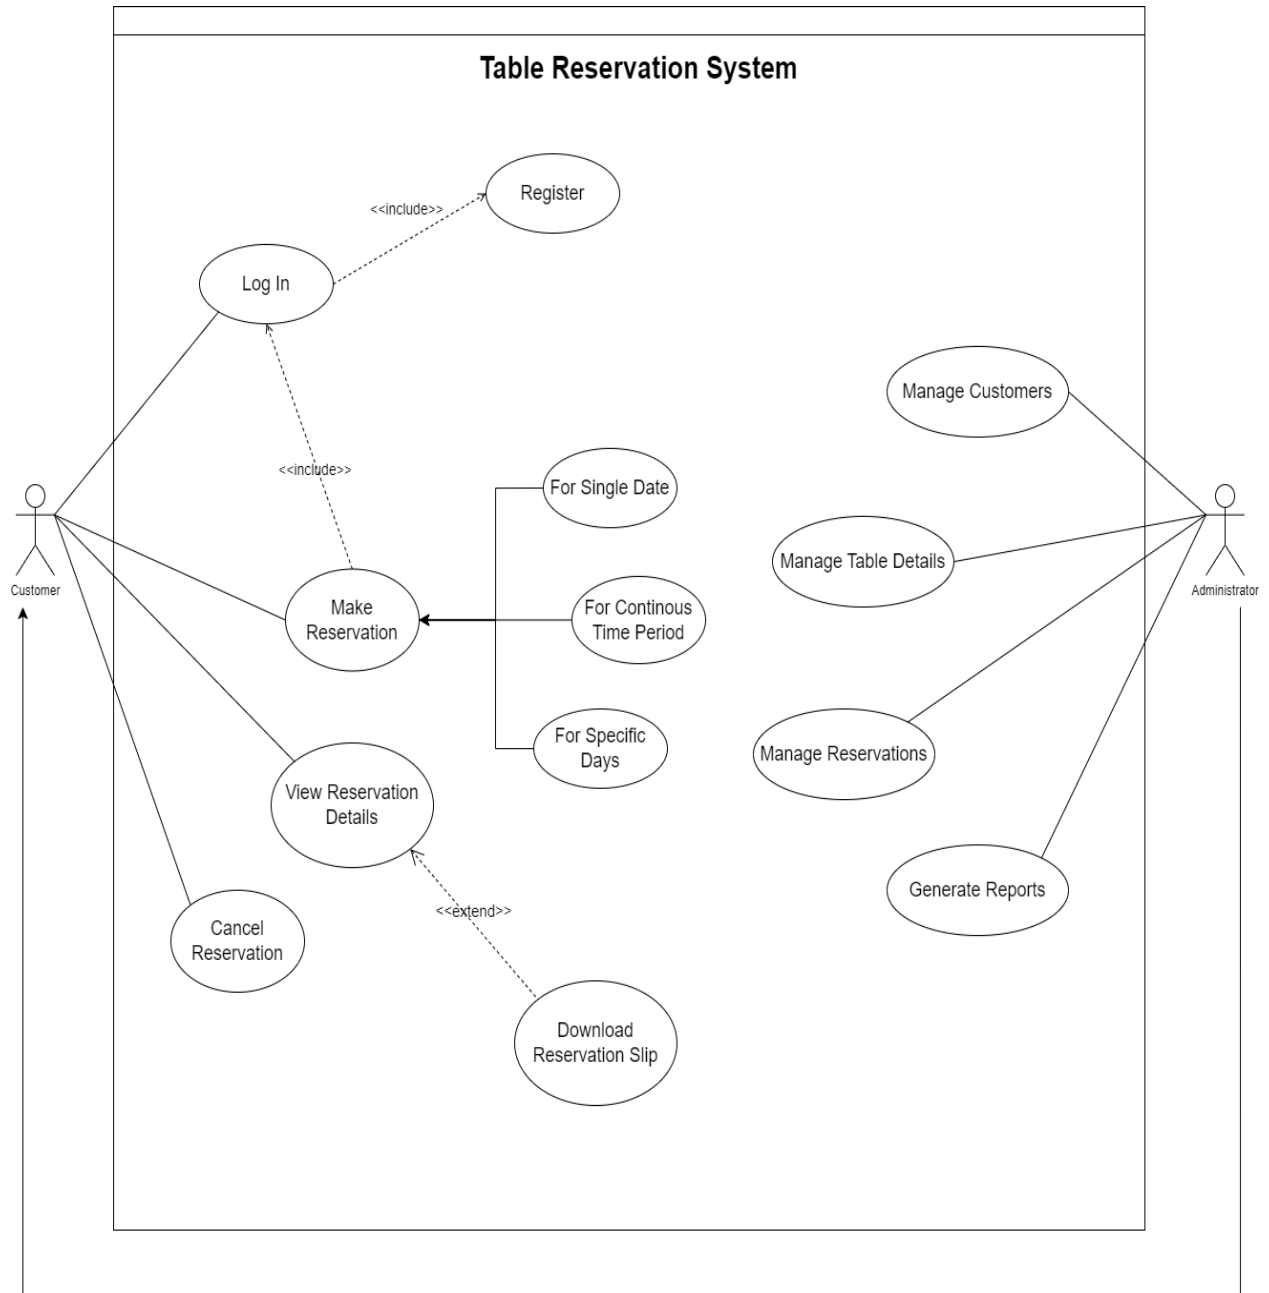 Table Reservation System
Register
<<include>>
Log In
Manage Customers
<<include>>
For Single Date
Manage Table Details
Customer
Administrator
Make
Reservation
For Continous
Time Period
For Specific
Days
Manage Reservations
View Reservation
Details
Generate Reports
<<extend>>
Cancel
Reservation
Download
Reservation Slip